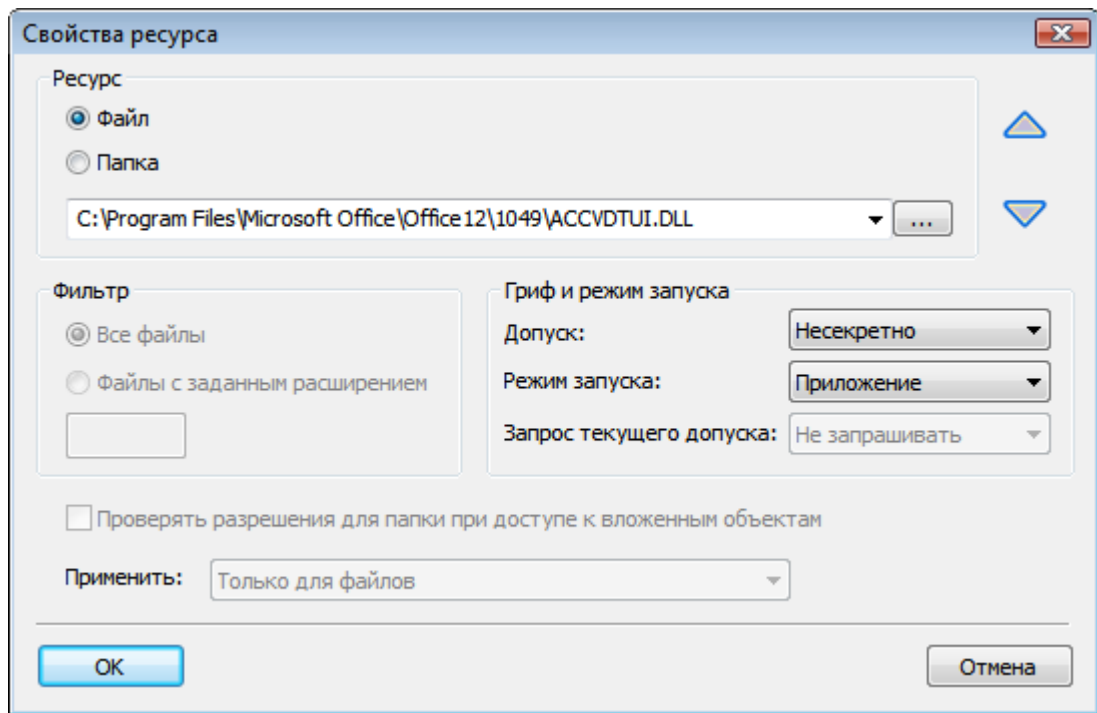 Свойства ресурса
Ресурс
Файл
Папка
C:\Program Files\Microsoft Office\Office12\1049\ACCVDTUI.DLL
...
Фильтр
Все файлы
Файлы с заданным расширением
Гриф и режим запуска
Допуск: Несекретно
Режим запуска: Приложение
Запрос текущего допуска: Не запрашивать
Проверять разрешения для папки при доступе к вложенным объектам
Применить: Только для файлов
OK Отмена